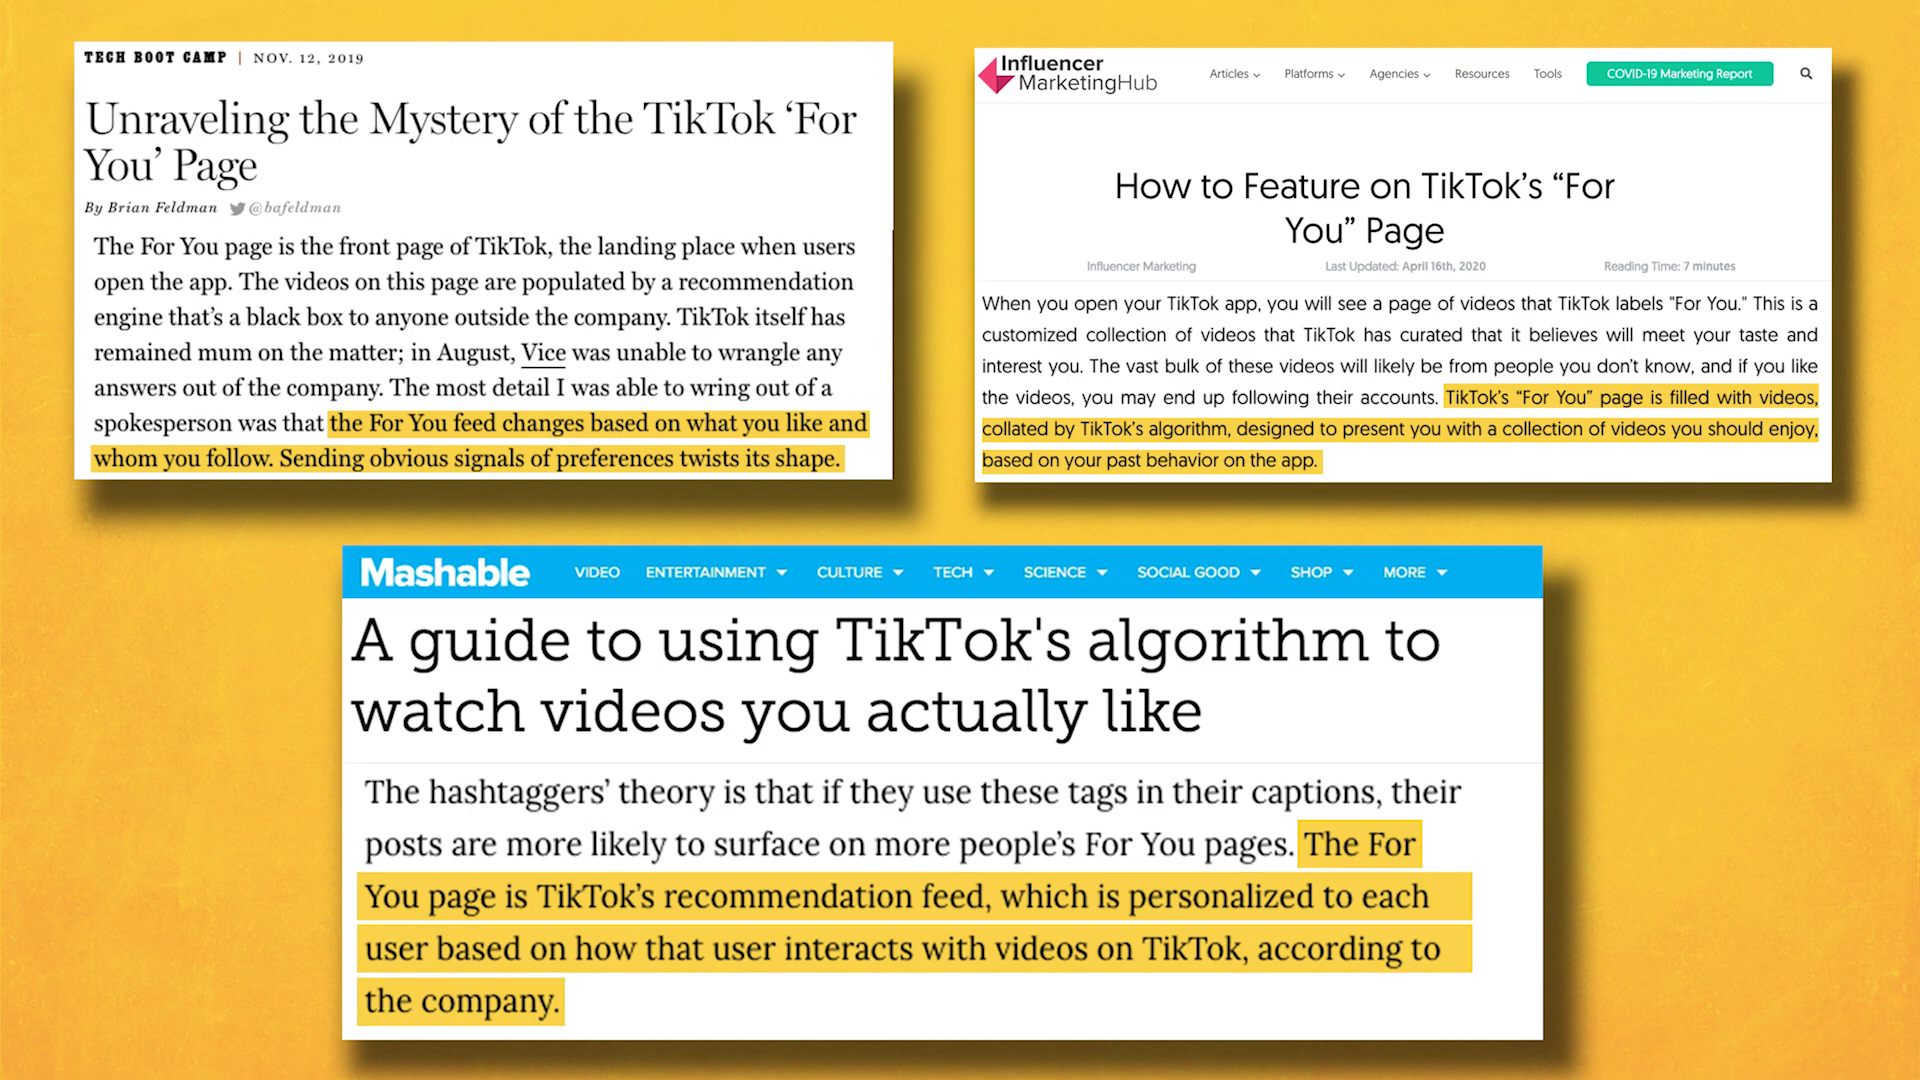 TECH BOOT CAMP | NOV. 12, 2019
Unraveling the Mystery of the TikTok ‘For
You’ Page
By Brian Feldman @bafeldman
The For You page is the front page of TikTok, the landing place when users
open the app. The videos on this page are populated by a recommendation
engine that’s a black box to anyone outside the company. TikTok itself has
remained mum on the matter; in August, Vice was unable to wrangle any
answers out of the company. The most detail I was able to wring out of a
spokesperson was that the For You feed changes based on what you like and
whom you follow. Sending obvious signals of preferences twists its shape.
Influencer
MarketingHub
Articles Platforms Agencies Resources Tools COVID-19 Marketing Report
How to Feature on TikTok’s “For
You” Page
Influencer Marketing Last Updated: April 16th, 2020 Reading Time: 7 minutes
When you open your TikTok app, you will see a page of videos that TikTok labels "For You." This is a
customized collection of videos that TikTok has curated that it believes will meet your taste and
interest you. The vast bulk of these videos will likely be from people you don’t know, and if you like
the videos, you may end up following their accounts. TikTok’s “For You” page is filled with videos,
collated by TikTok’s algorithm, designed to present you with a collection of videos you should enjoy,
based on your past behavior on the app.
Mashable VIDEO ENTERTAINMENT CULTURE TECH SCIENCE SOCIAL GOOD SHOP MORE
A guide to using TikTok's algorithm to
watch videos you actually like
The hashtaggers’ theory is that if they use these tags in their captions, their
posts are more likely to surface on more people’s For You pages. The For
You page is TikTok’s recommendation feed, which is personalized to each
user based on how that user interacts with videos on TikTok, according to
the company.